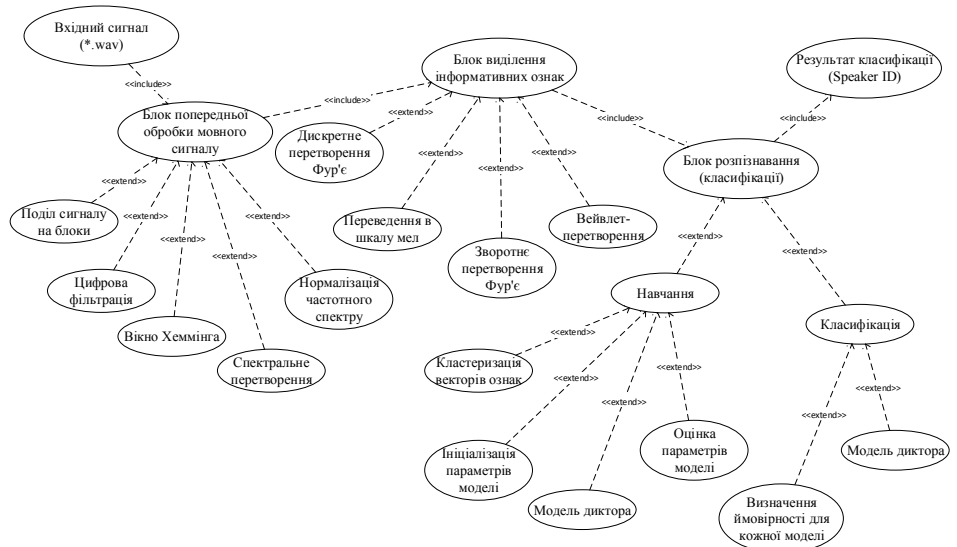 Вхідний сигнал
(*.wav)
<<include>>
Блок попередньої
обробки мовного
сигналу
<<extend>>
Поділ сигналу
на блоки
<<extend>>
Цифрова
фільтрація
<<extend>>
Вікно Хеммінга
<<extend>>
Спектральне
перетворення
<<extend>>
Нормалізація
частотного
спектру
<<include>>
Блок виділення
інформативних ознак
<<extend>>
Дискретне
перетворення
Фур'є
<<extend>>
Переведення в
шкалу мел
<<extend>>
Зворотнє
перетворення
Фур'є
<<extend>>
Вейвлет-
перетворення
<<include>>
Результат класифікації
(Speaker ID)
<<include>>
Блок розпізнавання
(класифікації)
<<extend>>
Навчання
<<extend>>
Кластеризація
векторів ознак
<<extend>>
Ініціалізація
параметрів
моделі
<<extend>>
Модель диктора
<<extend>>
Оцінка
параметрів
моделі
<<extend>>
Класифікація
<<extend>>
Визначення
ймовірності для
кожної моделі
<<extend>>
Модель диктора